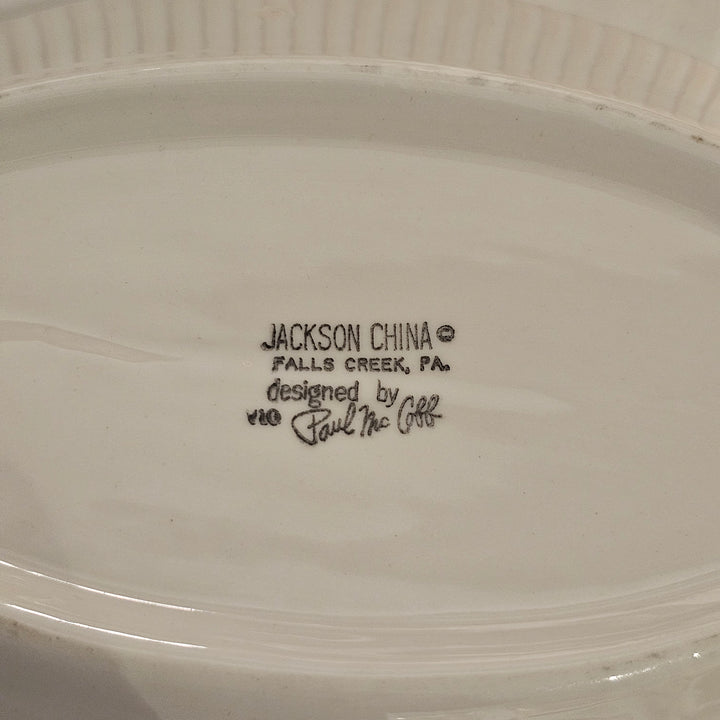 JACKSON CHINA ©
FALLS CREEK, PA.
designed by
Paul Mc Cobb